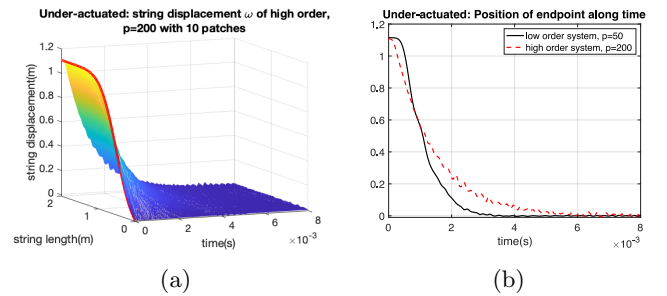 Under-actuated: string displacement ω of high order,
p=200 with 10 patches
string displacement(m)
1.2
1
0.8
0.6
0.4
0.2
0
2
1
0
string length(m)
0
2
4
6
8
time(s)
×10⁻³
(a)
Under-actuated: Position of endpoint along time
low order system, p=50
high order system, p=200
1.2
1
0.8
0.6
0.4
0.2
0
0
2
4
6
8
time(s)
×10⁻³
(b)